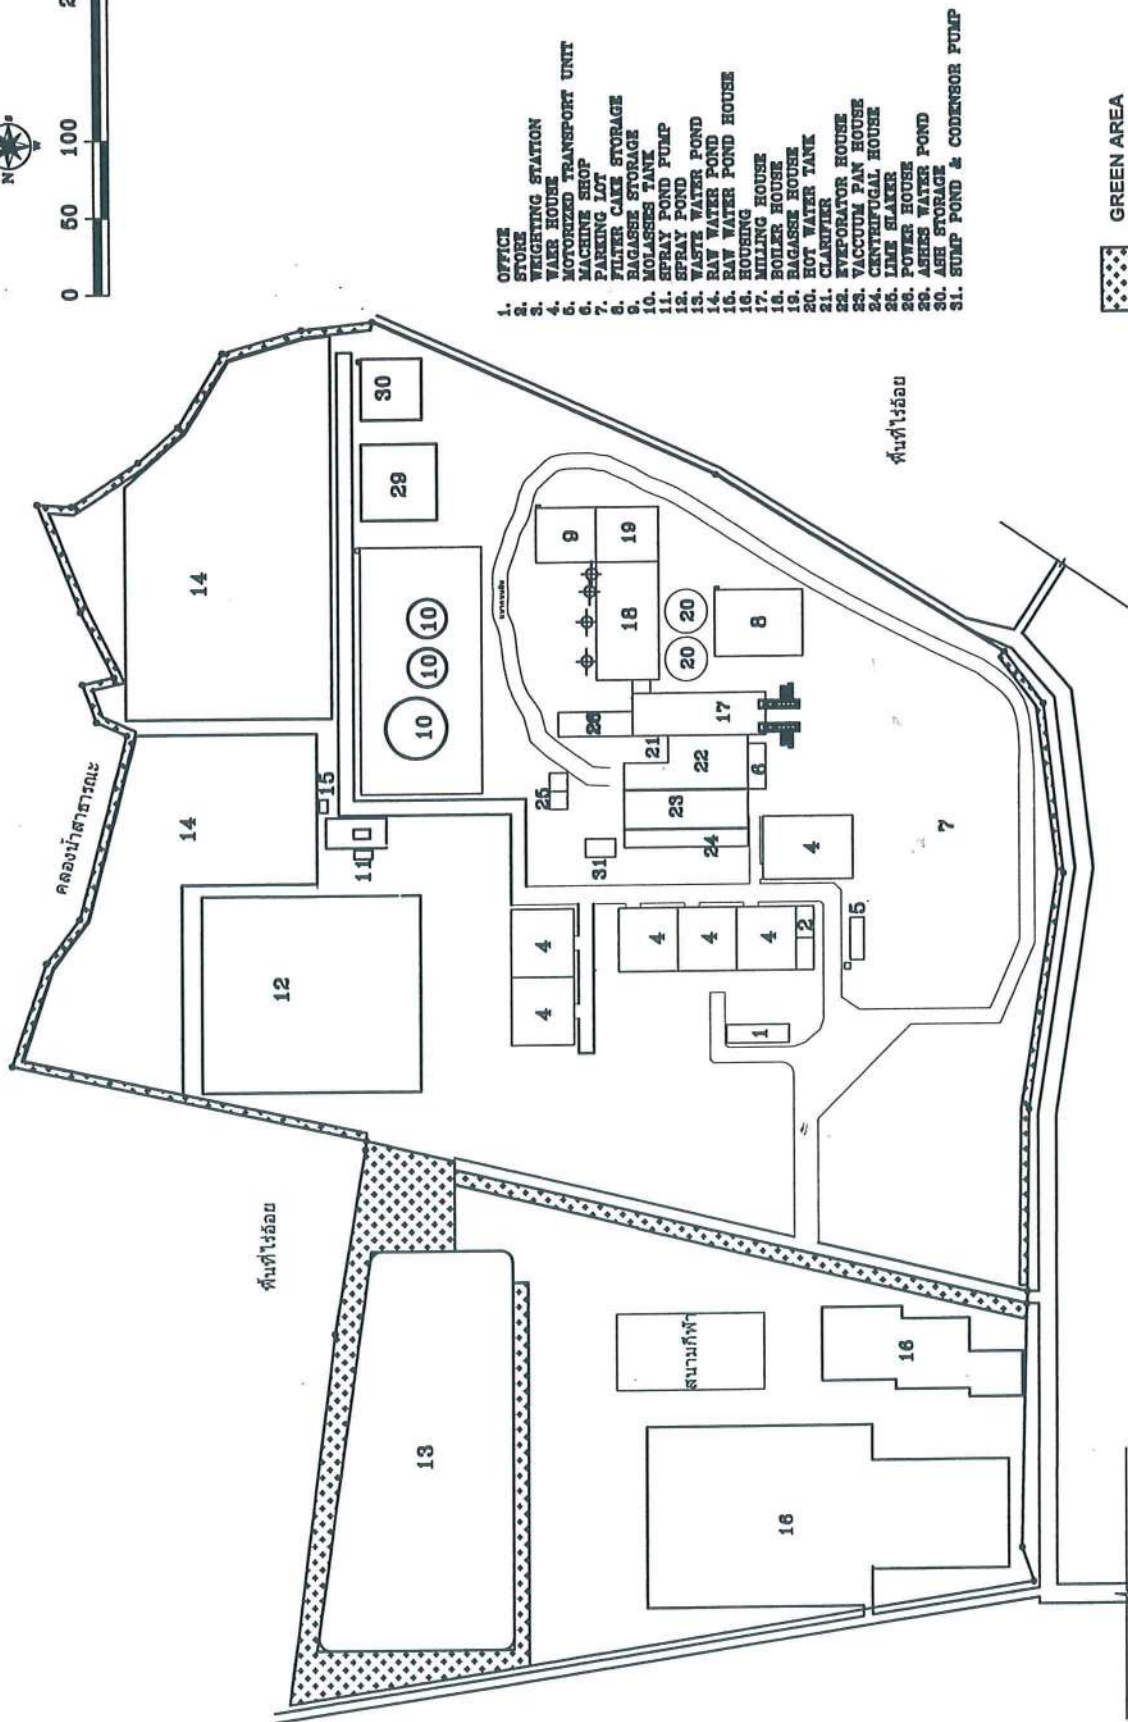 N
S
W
0 50 100 2
1. OFFICE
2. STORE
3. WEIGHTING STATION
4. WAER HOUSE
5. MOTORIZED TRANSPORT UNIT
6. MACHINE SHOP
7. PARKING LOT
8. FILTER CAKE STORAGE
9. BAGASSE STORAGE
10. MOLASSES TANK
11. SPRAY POND PUMP
12. SPRAY POND
13. WASTE WATER POND
14. RAW WATER POND
15. RAW WATER POND HOUSE
16. HOUSING
17. MILLING HOUSE
18. BOILER HOUSE
19. BAGASSE HOUSE
20. HOT WATER TANK
21. CLARIFIER
22. EVEPORATOR HOUSE
23. VACCUUM PAN HOUSE
24. CENTRIFUGAL HOUSE
25. LIME SLAKER
26. POWER HOUSE
29. ASHES WATER POND
30. ASH STORAGE
31. SUMP POND & CODENSOR PUMP
GREEN AREA
คลองน้ำสาธารณะ
พื้นที่ไร่อ้อย
พื้นที่ไร่อ้อย
สนามกีฬา
14
14
15
11
12
10
10
10
29
30
9
19
18
20
20
8
26
17
21
22
6
23
24
25
31
4
4
4
4
4
4
2
5
7
1
13
16
16